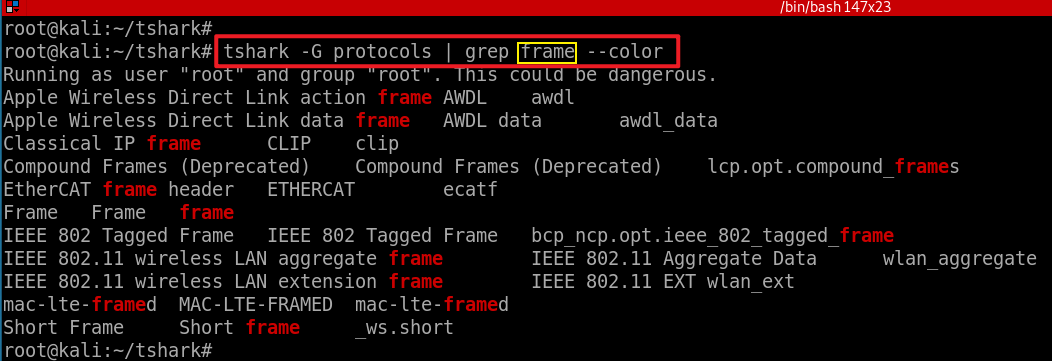 /bin/bash 147x23
root@kali:~/tshark#
root@kali:~/tshark# tshark -G protocols | grep frame --color
Running as user "root" and group "root". This could be dangerous.
Apple Wireless Direct Link action frame AWDL    awdl
Apple Wireless Direct Link data frame   AWDL data       awdl_data
Classical IP frame      CLIP    clip
Compound Frames (Deprecated)    Compound Frames (Deprecated)    lcp.opt.compound_frames
EtherCAT frame header   ETHERCAT        ecatf
Frame   Frame   frame
IEEE 802 Tagged Frame   IEEE 802 Tagged Frame   bcp_ncp.opt.ieee_802_tagged_frame
IEEE 802.11 wireless LAN aggregate frame        IEEE 802.11 Aggregate Data      wlan_aggregate
IEEE 802.11 wireless LAN extension frame        IEEE 802.11 EXT wlan_ext
mac-lte-framed  MAC-LTE-FRAMED  mac-lte-framed
Short Frame     Short frame     _ws.short
root@kali:~/tshark#